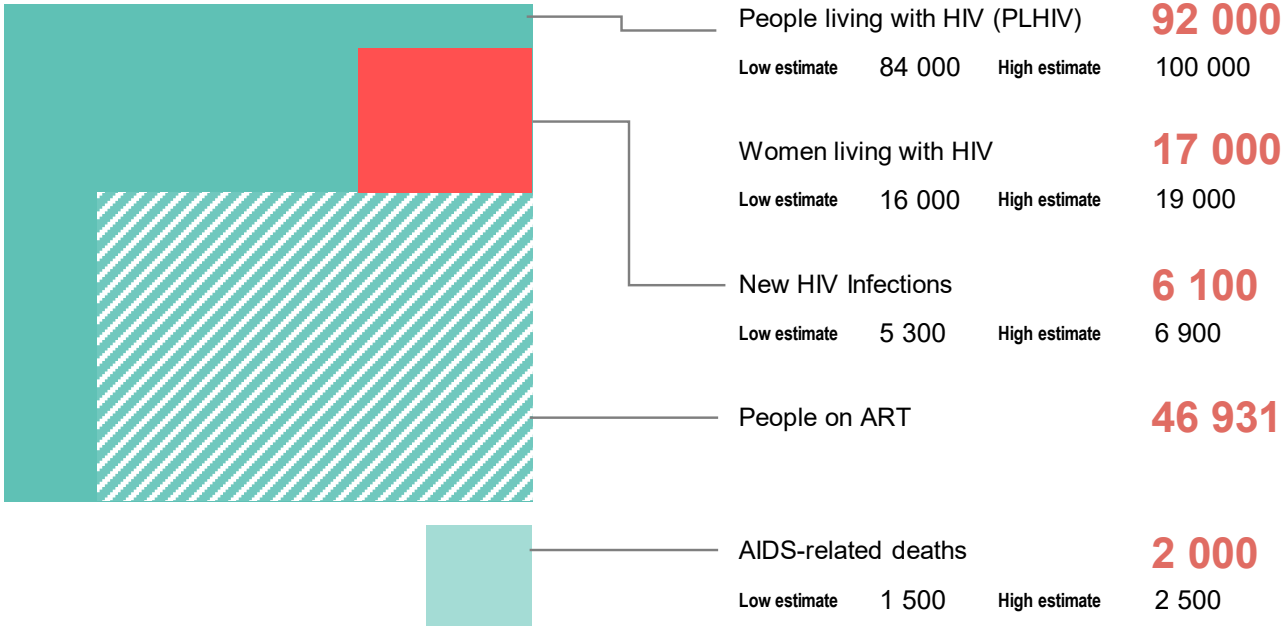 People living with HIV (PLHIV) 92 000
Low estimate 84 000 High estimate 100 000
Women living with HIV 17 000
Low estimate 16 000 High estimate 19 000
New HIV Infections 6 100
Low estimate 5 300 High estimate 6 900
People on ART 46 931
AIDS-related deaths 2 000
Low estimate 1 500 High estimate 2 500